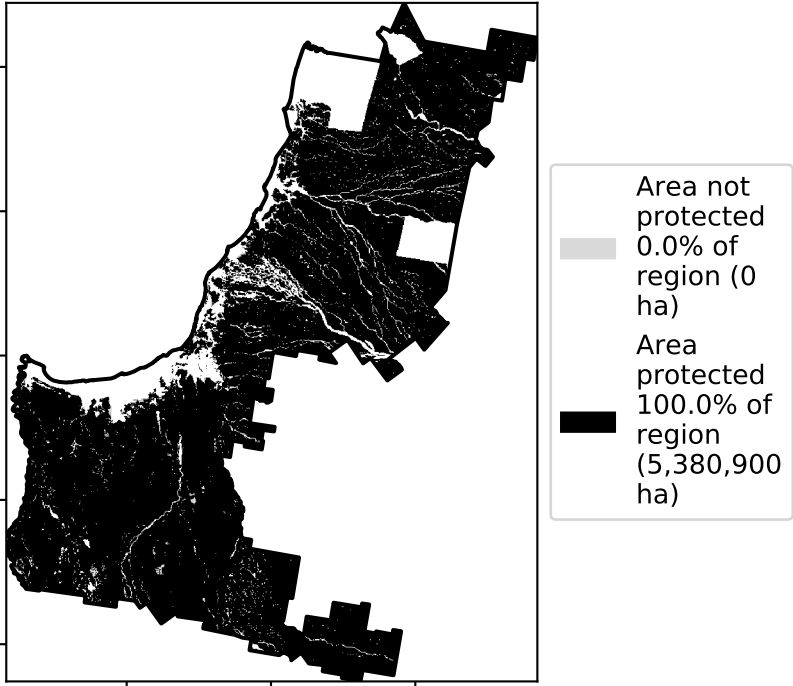 Area not
protected
0.0% of
region (0
ha)
Area
protected
100.0% of
region
(5,380,900
ha)